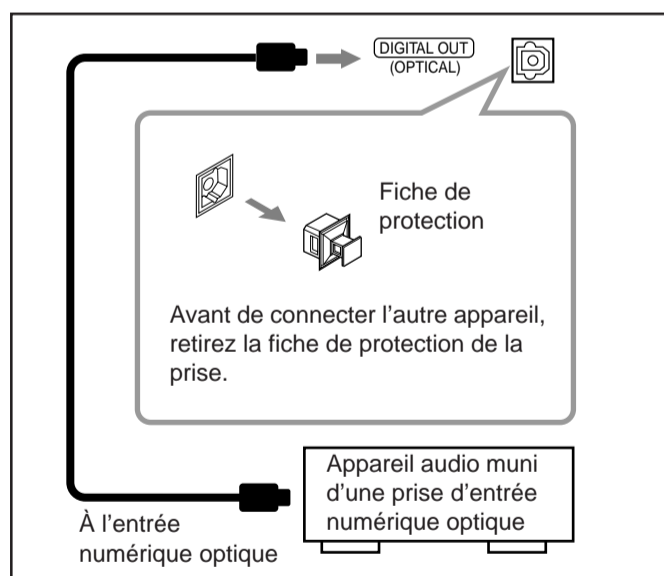 DIGITAL OUT
(OPTICAL)
Fiche de
protection
Avant de connecter l’autre appareil,
retirez la fiche de protection de la
prise.
Appareil audio muni
d’une prise d’entrée
numérique optique
À l’entrée
numérique optique